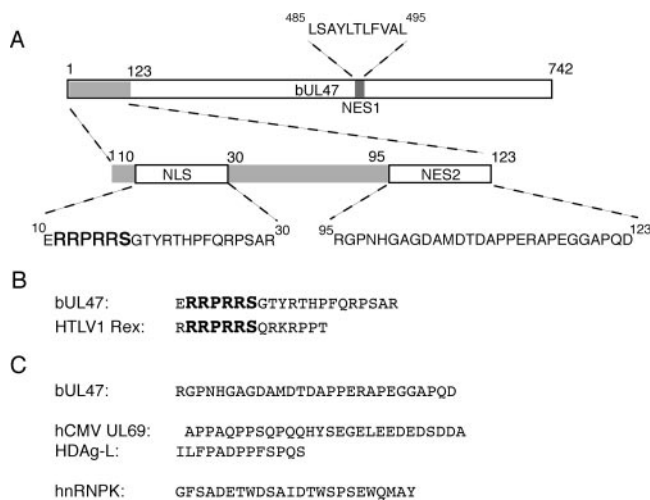 A
485 LSAYLTLFVAL 495
1 123 742
bUL47
NES1
1 10 30 95 123
NLS NES2
10 ERRPRRSGTYRTHPFQRPSAR 30
95 RGPNHGAGDAMDTDAPPERAPEGGAPQD 123
B
bUL47: ERRPRRSGTYRTHPFQRPSAR
HTLV1 Rex: RRRPRRSQRKRPPT
C
bUL47: RGPNHGAGDAMDTDAPPERAPEGGAPQD
hCMV UL69: APPAQPPSQPQQHYSEGELEEDEDSDDA
HDAg-L: ILFPADPPFSPQS
hnRNPK: GFSADETWDSAIDTWSPSEWQMAY